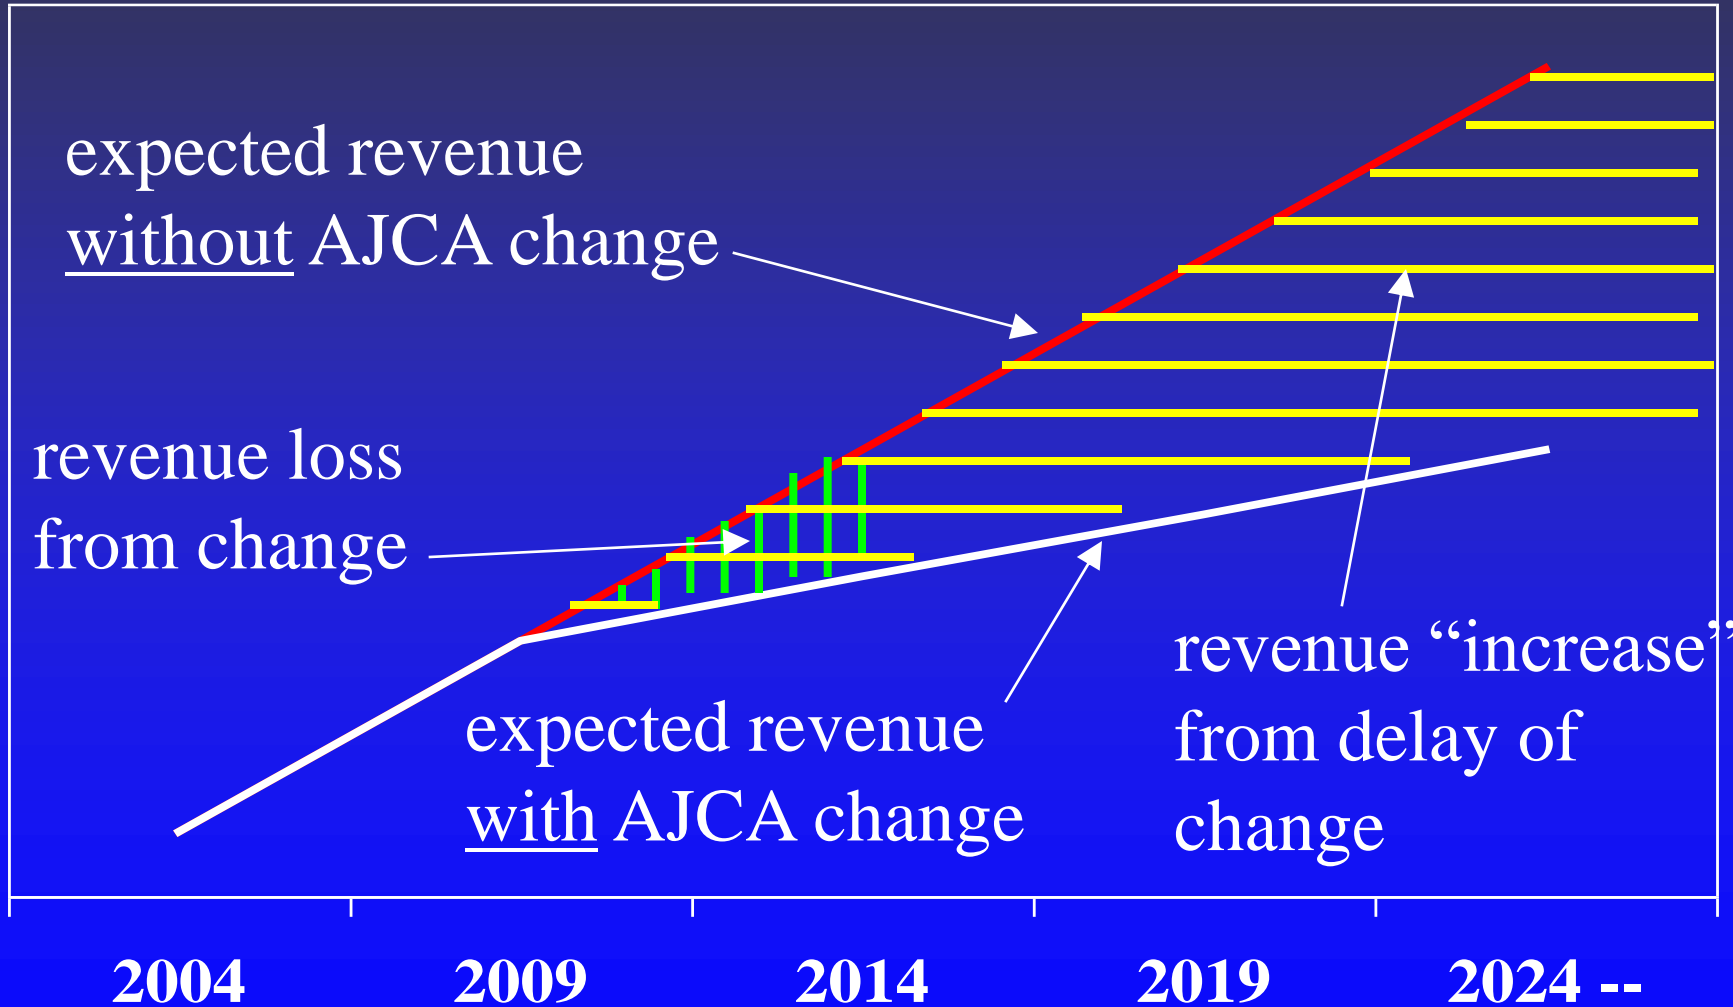 expected revenue
without AJCA change
revenue loss
from change
expected revenue
with AJCA change
revenue “increase”
from delay of
change
2004 2009 2014 2019 2024 --